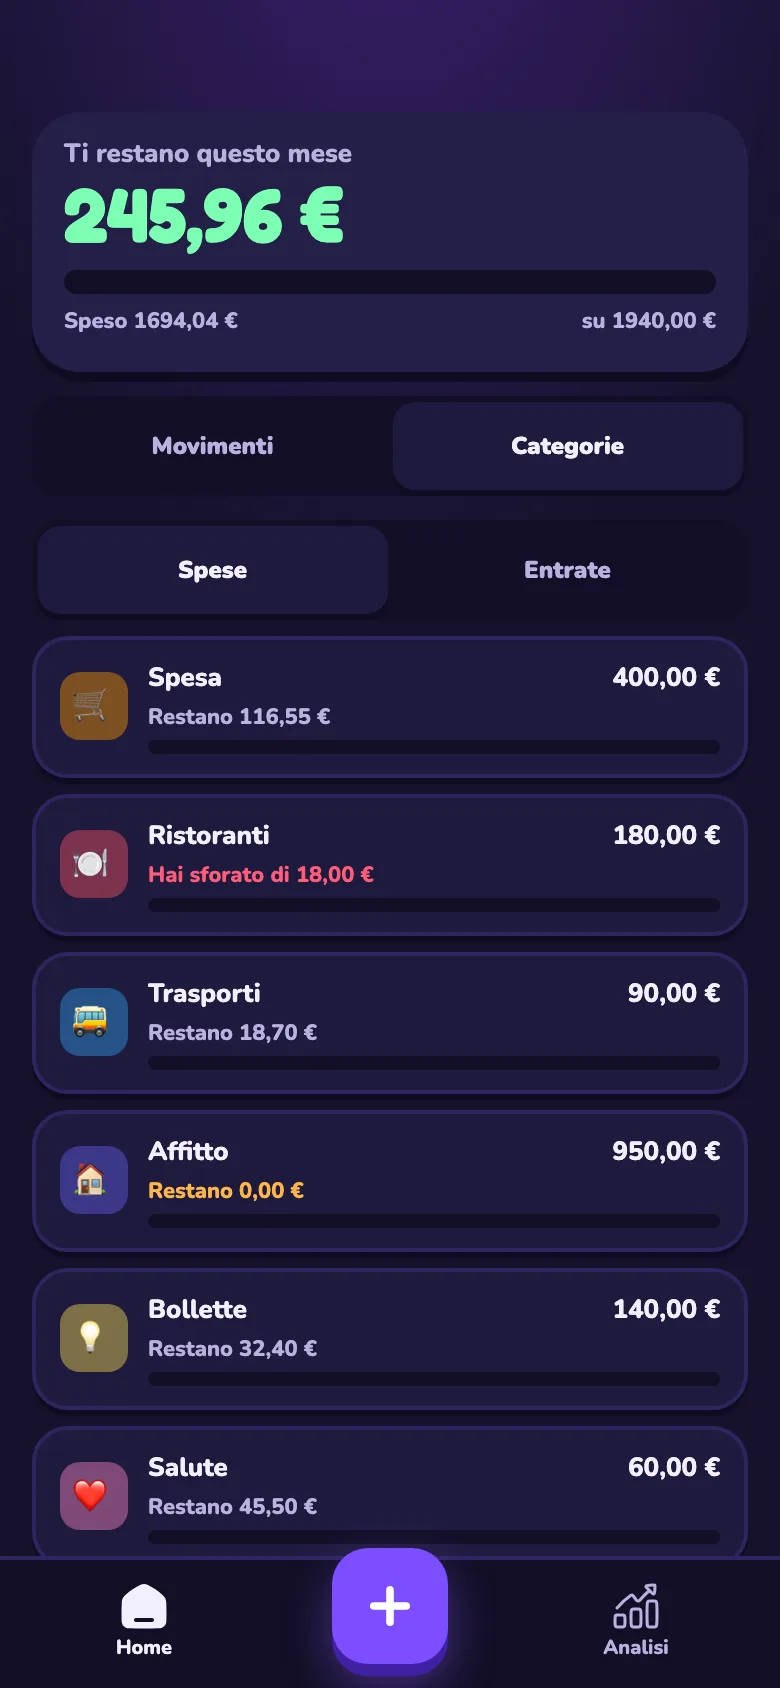 Ti restano questo mese
245,96 €
Speso 1694,04 € su 1940,00 €
Movimenti Categorie
Spese Entrate
Spesa 400,00 €
Restano 116,55 €
Ristoranti 180,00 €
Hai sforato di 18,00 €
Trasporti 90,00 €
Restano 18,70 €
Affitto 950,00 €
Restano 0,00 €
Bollette 140,00 €
Restano 32,40 €
Salute 60,00 €
Restano 45,50 €
Home Analisi